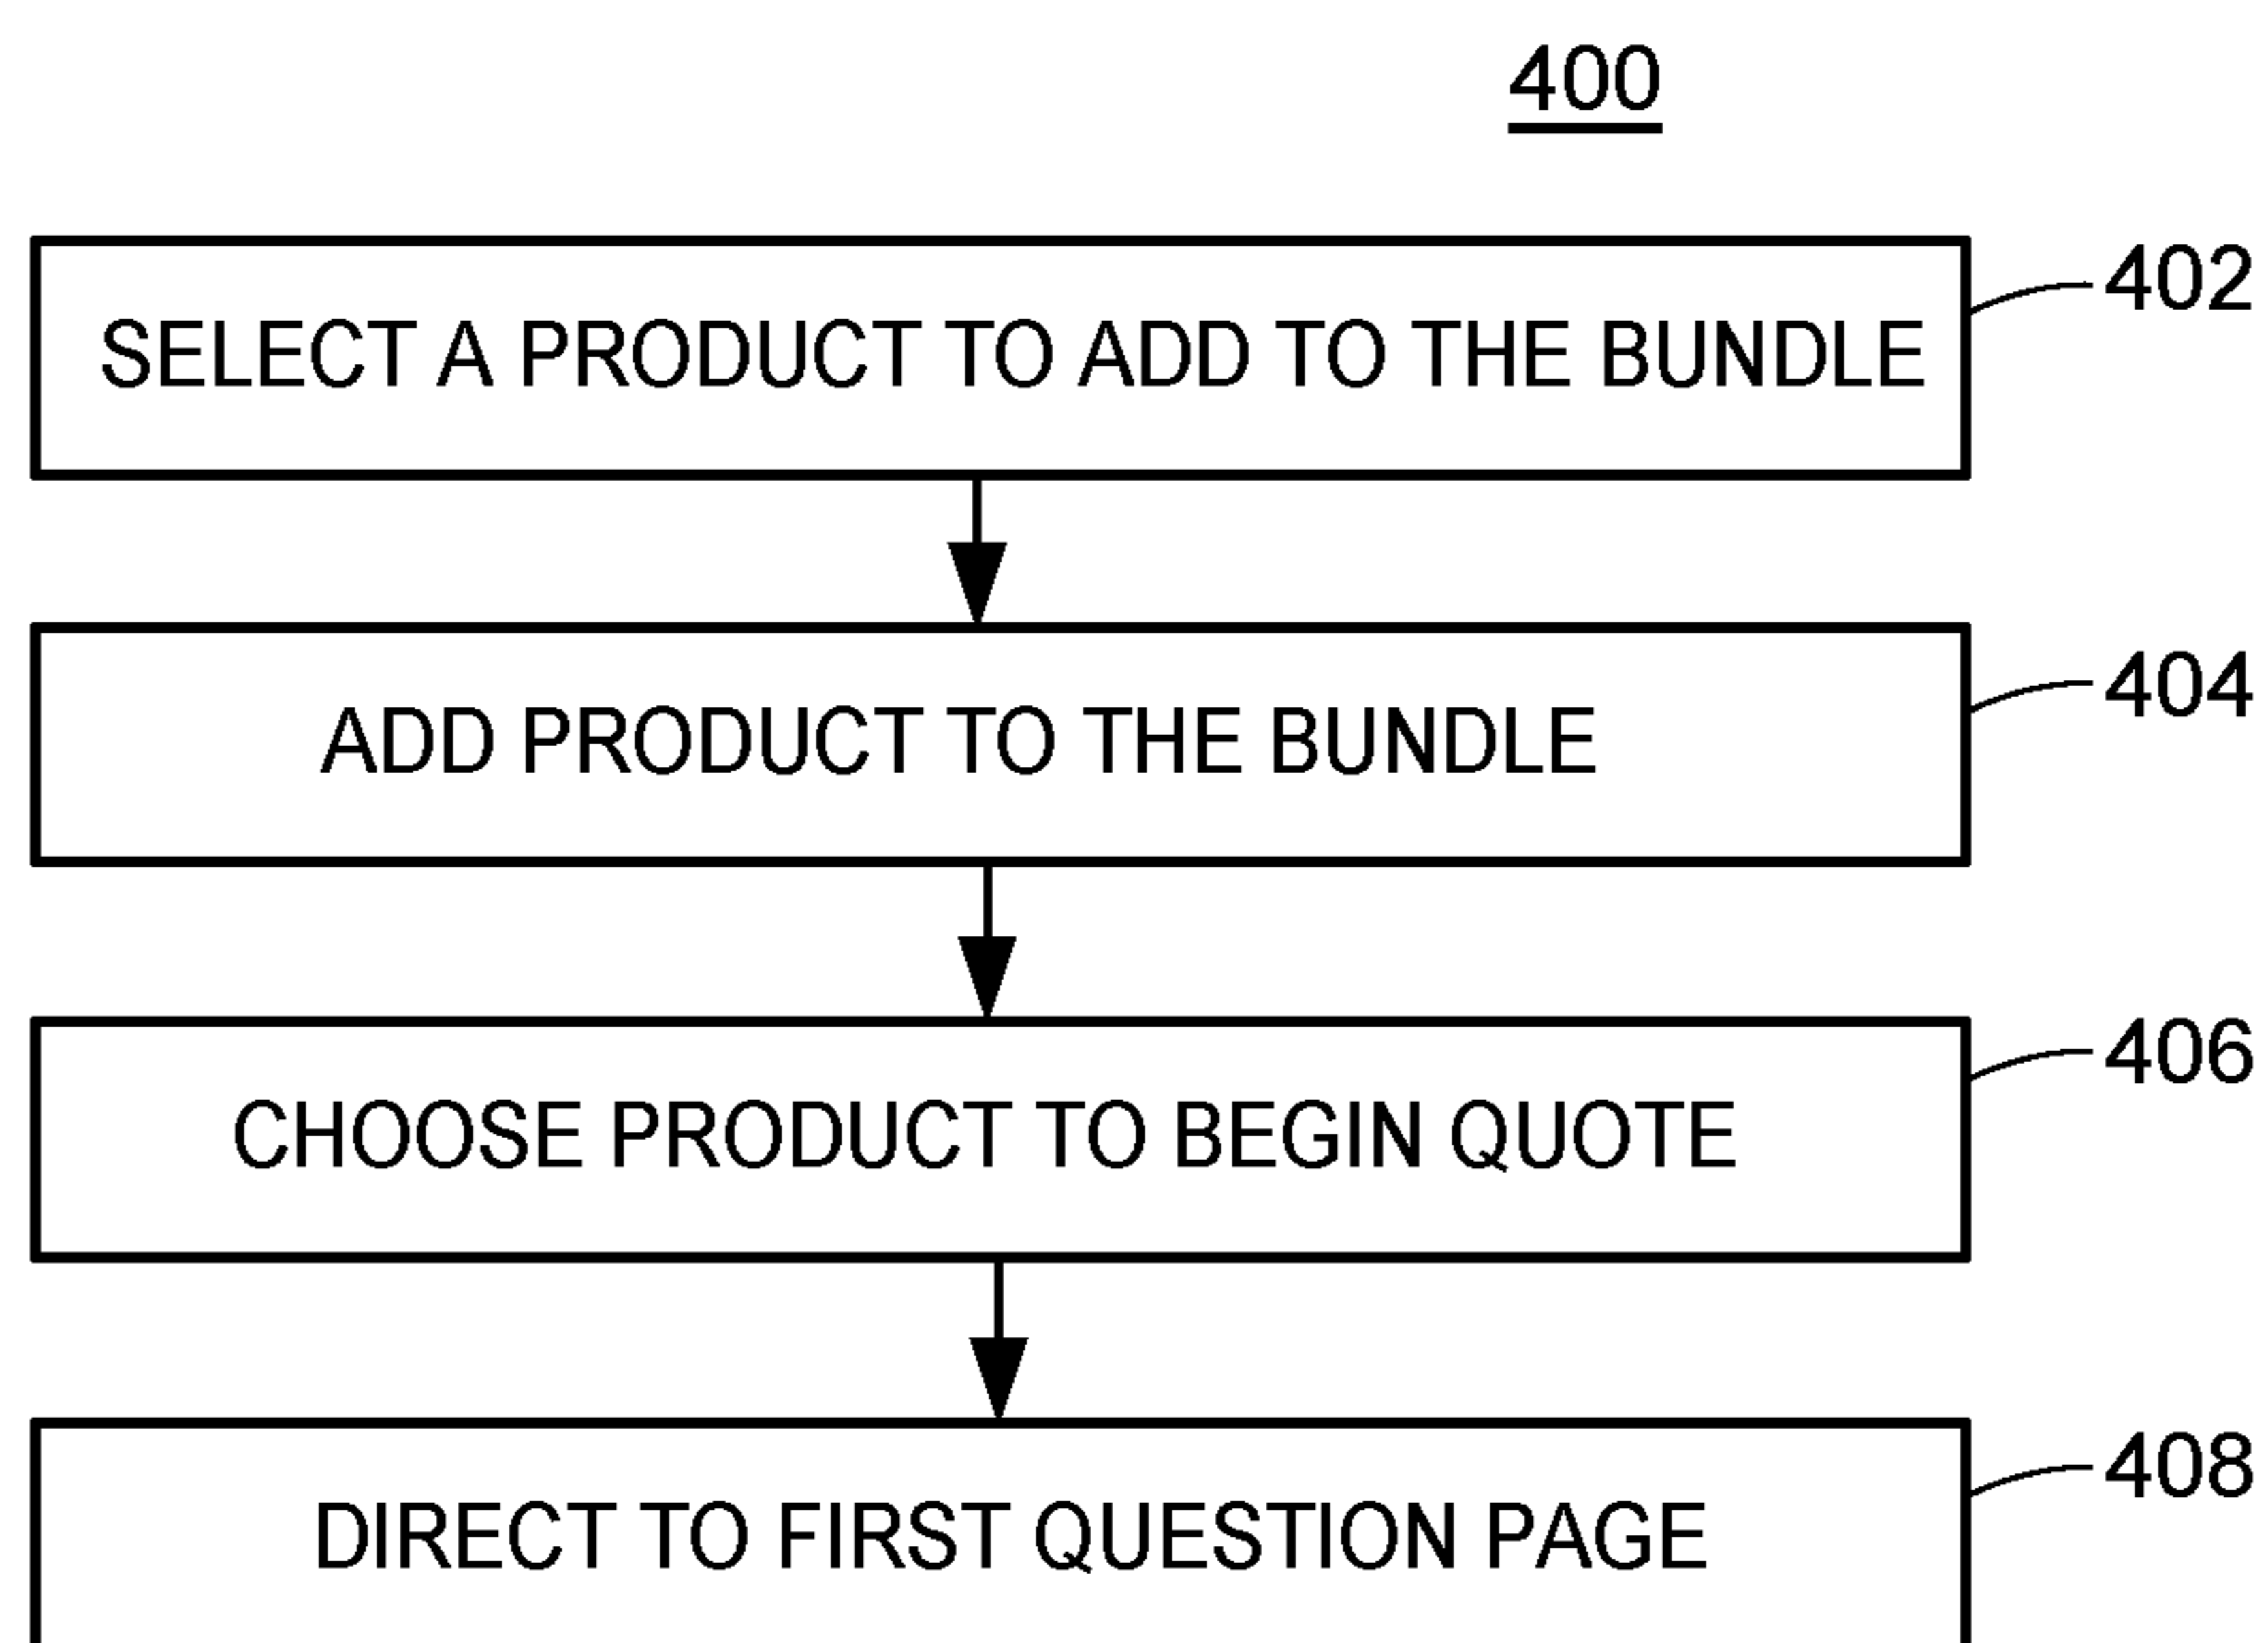 400
SELECT A PRODUCT TO ADD TO THE BUNDLE
402
ADD PRODUCT TO THE BUNDLE
404
CHOOSE PRODUCT TO BEGIN QUOTE
406
DIRECT TO FIRST QUESTION PAGE
408